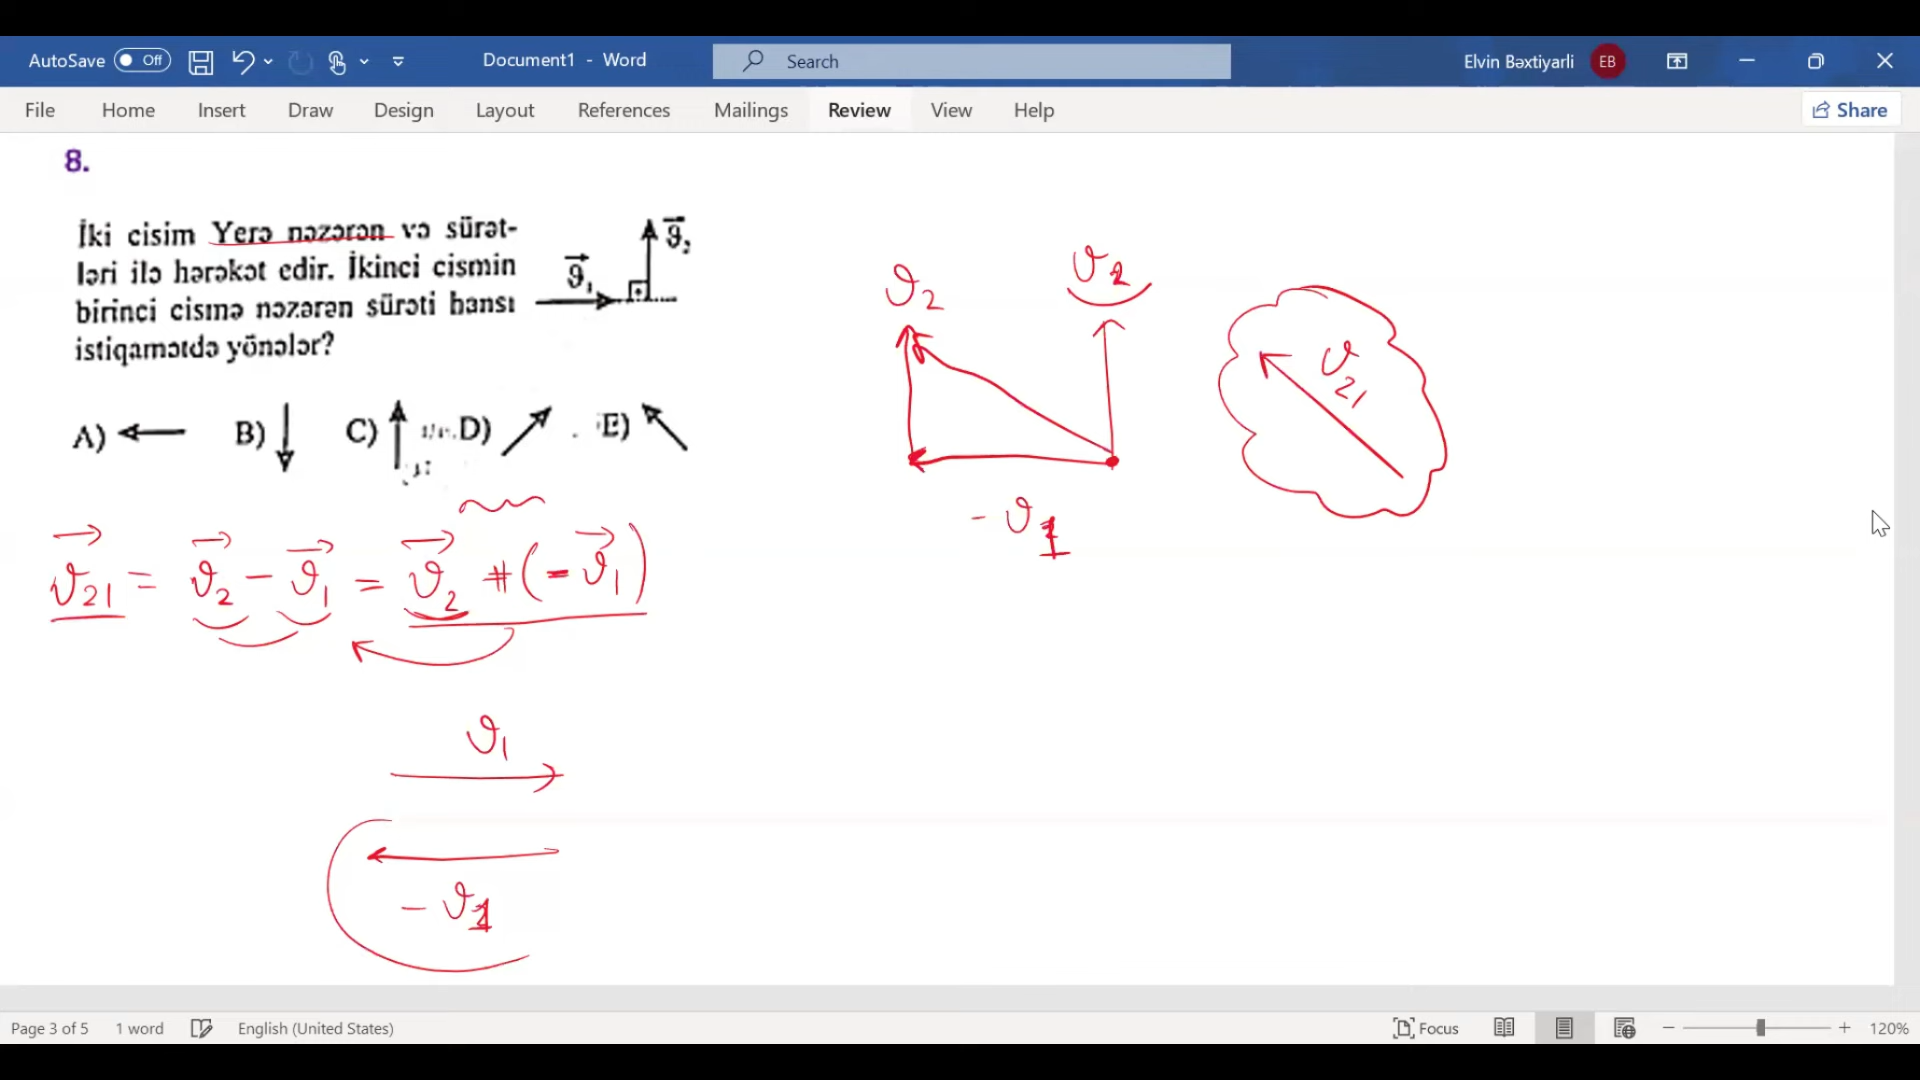 AutoSave Off Document1 - Word Search Elvin Bəxtiyarli EB
File Home Insert Draw Design Layout References Mailings Review View Help Share
8.
İki cisim Yerə nəzərən və sürət-
ləri ilə hərəkət edir. İkinci cismin
birinci cismə nəzərən sürəti hansı
istiqamətdə yönələr?
ϑ₁
ϑ₂
A) B) C) D) E)
ϑ₂₁ = ϑ₂ - ϑ₁ = ϑ₂ + (-ϑ₁)
ϑ₁
-ϑ₁
ϑ₂
ϑ₂
-ϑ₁
ϑ₂₁
Page 3 of 5 1 word English (United States) Focus 120%